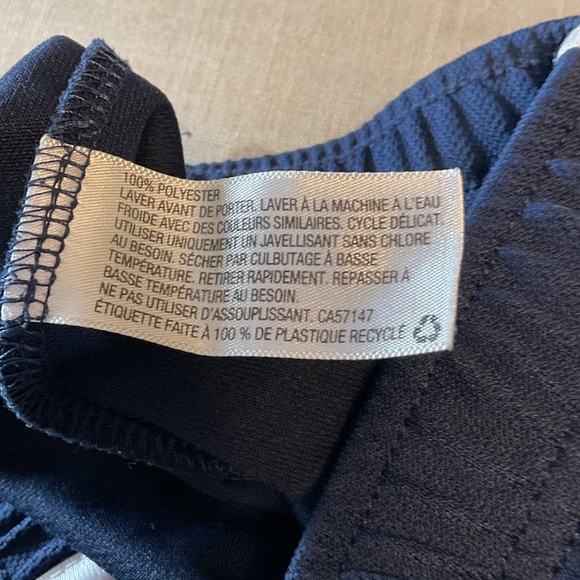 100% POLYESTER
LAVER AVANT DE PORTER. LAVER À LA MACHINE À L'EAU
FROIDE AVEC DES COULEURS SIMILAIRES. CYCLE DÉLICAT.
UTILISER UNIQUEMENT UN JAVELLISANT SANS CHLORE
AU BESOIN. SÉCHER PAR CULBUTAGE À BASSE
TEMPÉRATURE. RETIRER RAPIDEMENT. REPASSER À
BASSE TEMPÉRATURE AU BESOIN.
NE PAS UTILISER D'ASSOUPLISSANT. CA57147
ÉTIQUETTE FAITE À 100 % DE PLASTIQUE RECYCLÉ